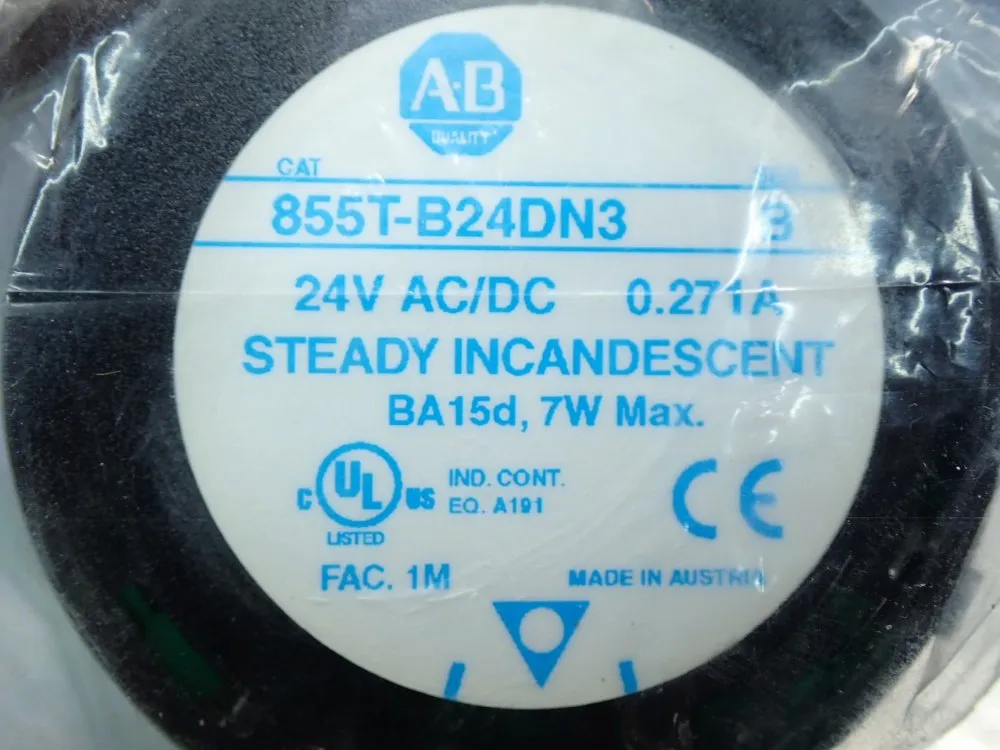 A·B
QUALITY
CAT
855T-B24DN3 3
24V AC/DC 0.271A
STEADY INCANDESCENT
BA15d, 7W Max.
C UL US IND. CONT.
EQ. A191
LISTED
CE
FAC. 1M MADE IN AUSTRIA